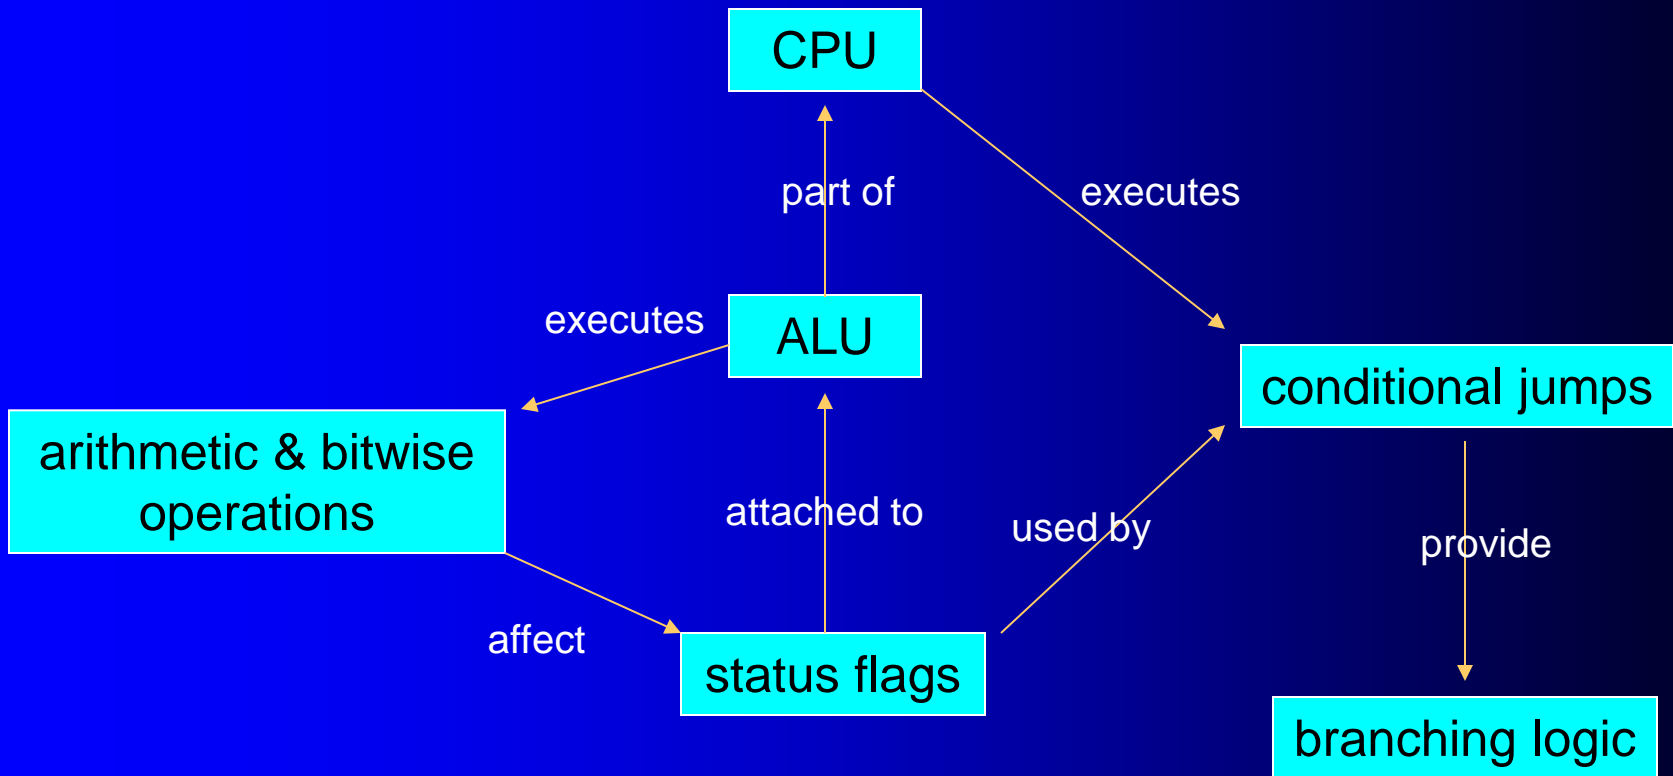 CPU
part of
executes
executes
ALU
conditional jumps
arithmetic & bitwise
operations
attached to
used by
provide
affect
status flags
branching logic